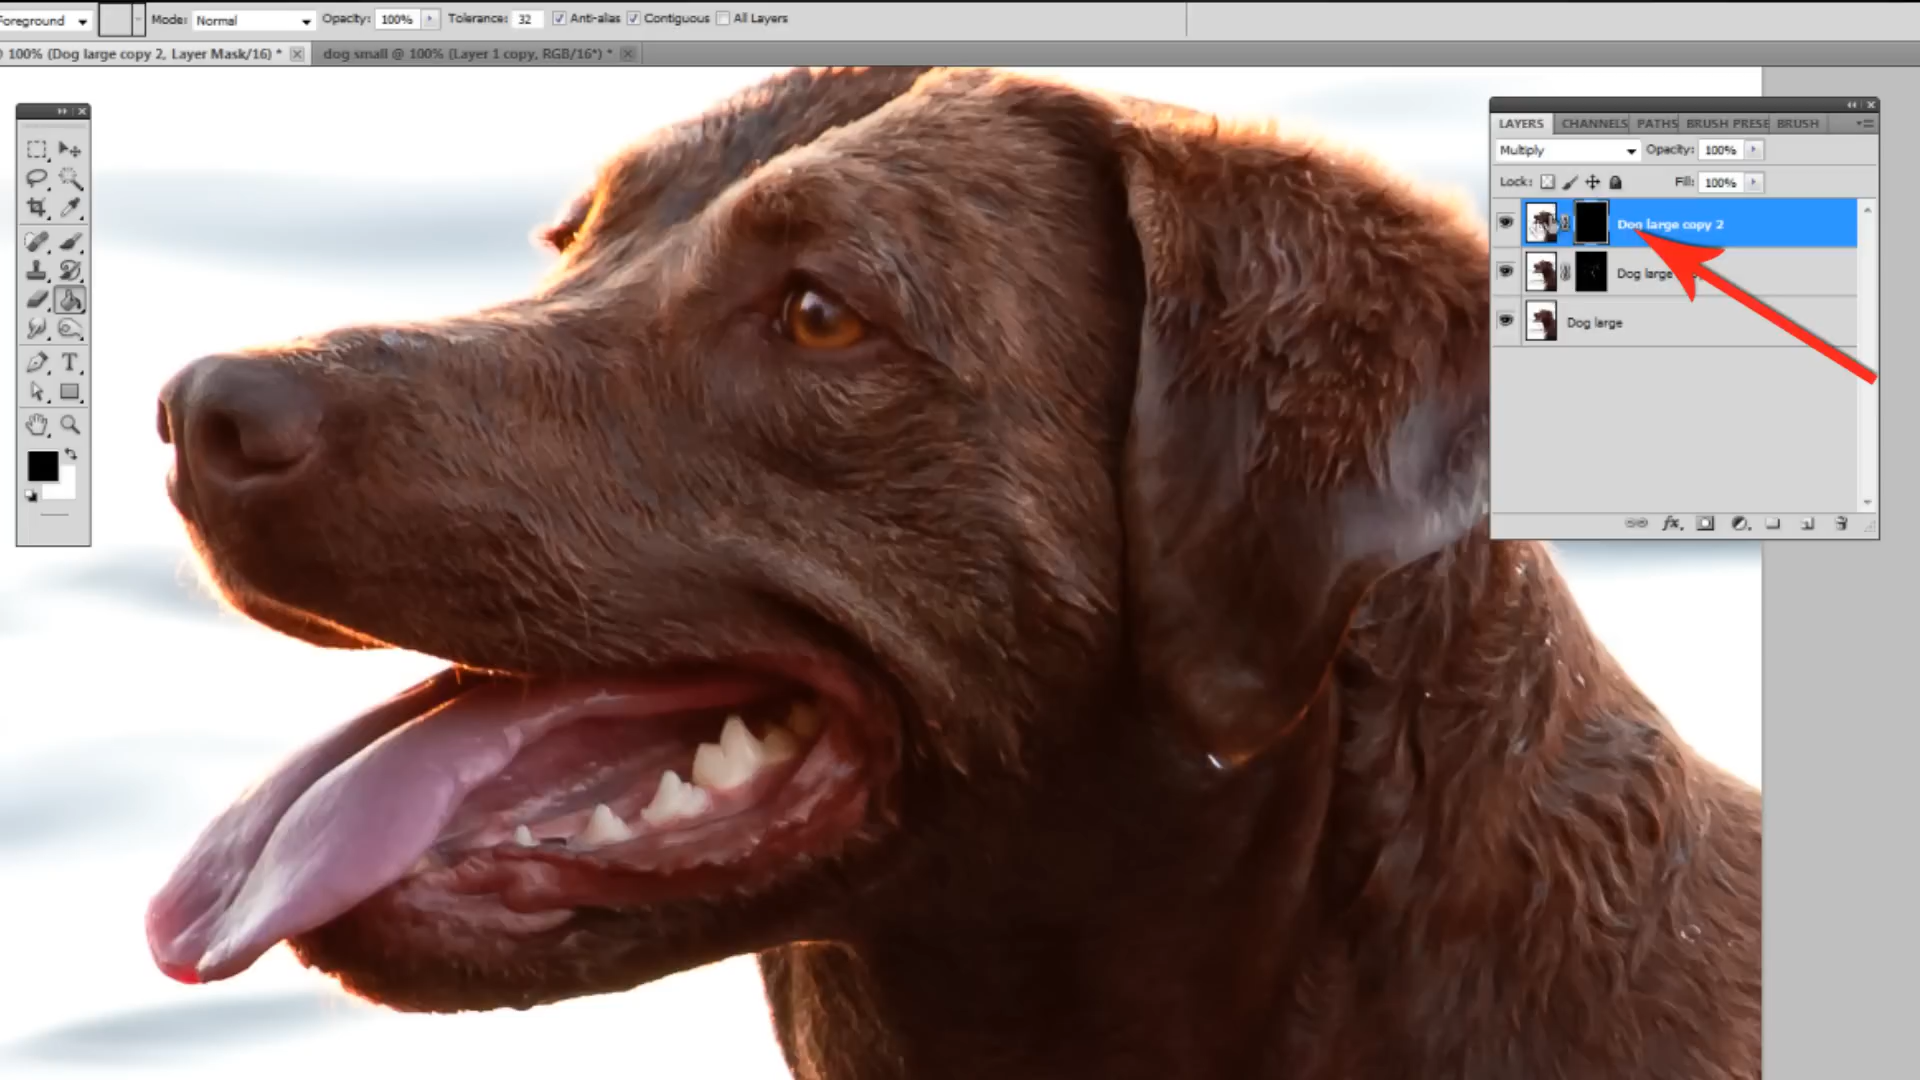 Foreground Mode: Normal Opacity: 100% Tolerance: 32 Anti-alias Contiguous All Layers
@ 100% (Dog large copy 2, Layer Mask/16) * dog small @ 100% (Layer 1 copy, RGB/16*) *
LAYERS CHANNELS PATHS BRUSH PRESE BRUSH
Multiply Opacity: 100%
Lock: Fill: 100%
Dog large copy 2
Dog large
Dog large
T
fx